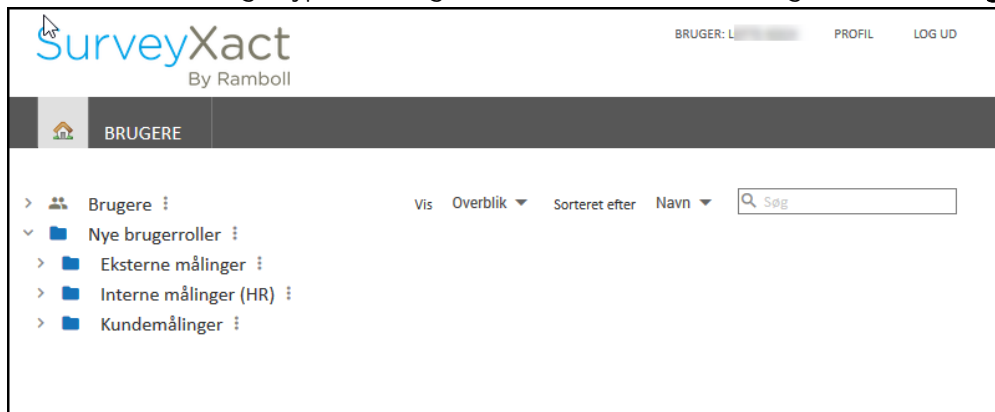 SurveyXact
By Ramboll
BRUGER: L
PROFIL
LOG UD
BRUGERE
Brugere
Vis Overblik
Sorteret efter Navn
Søg
Nye brugerroller
Eksterne målinger
Interne målinger (HR)
Kundemålinger